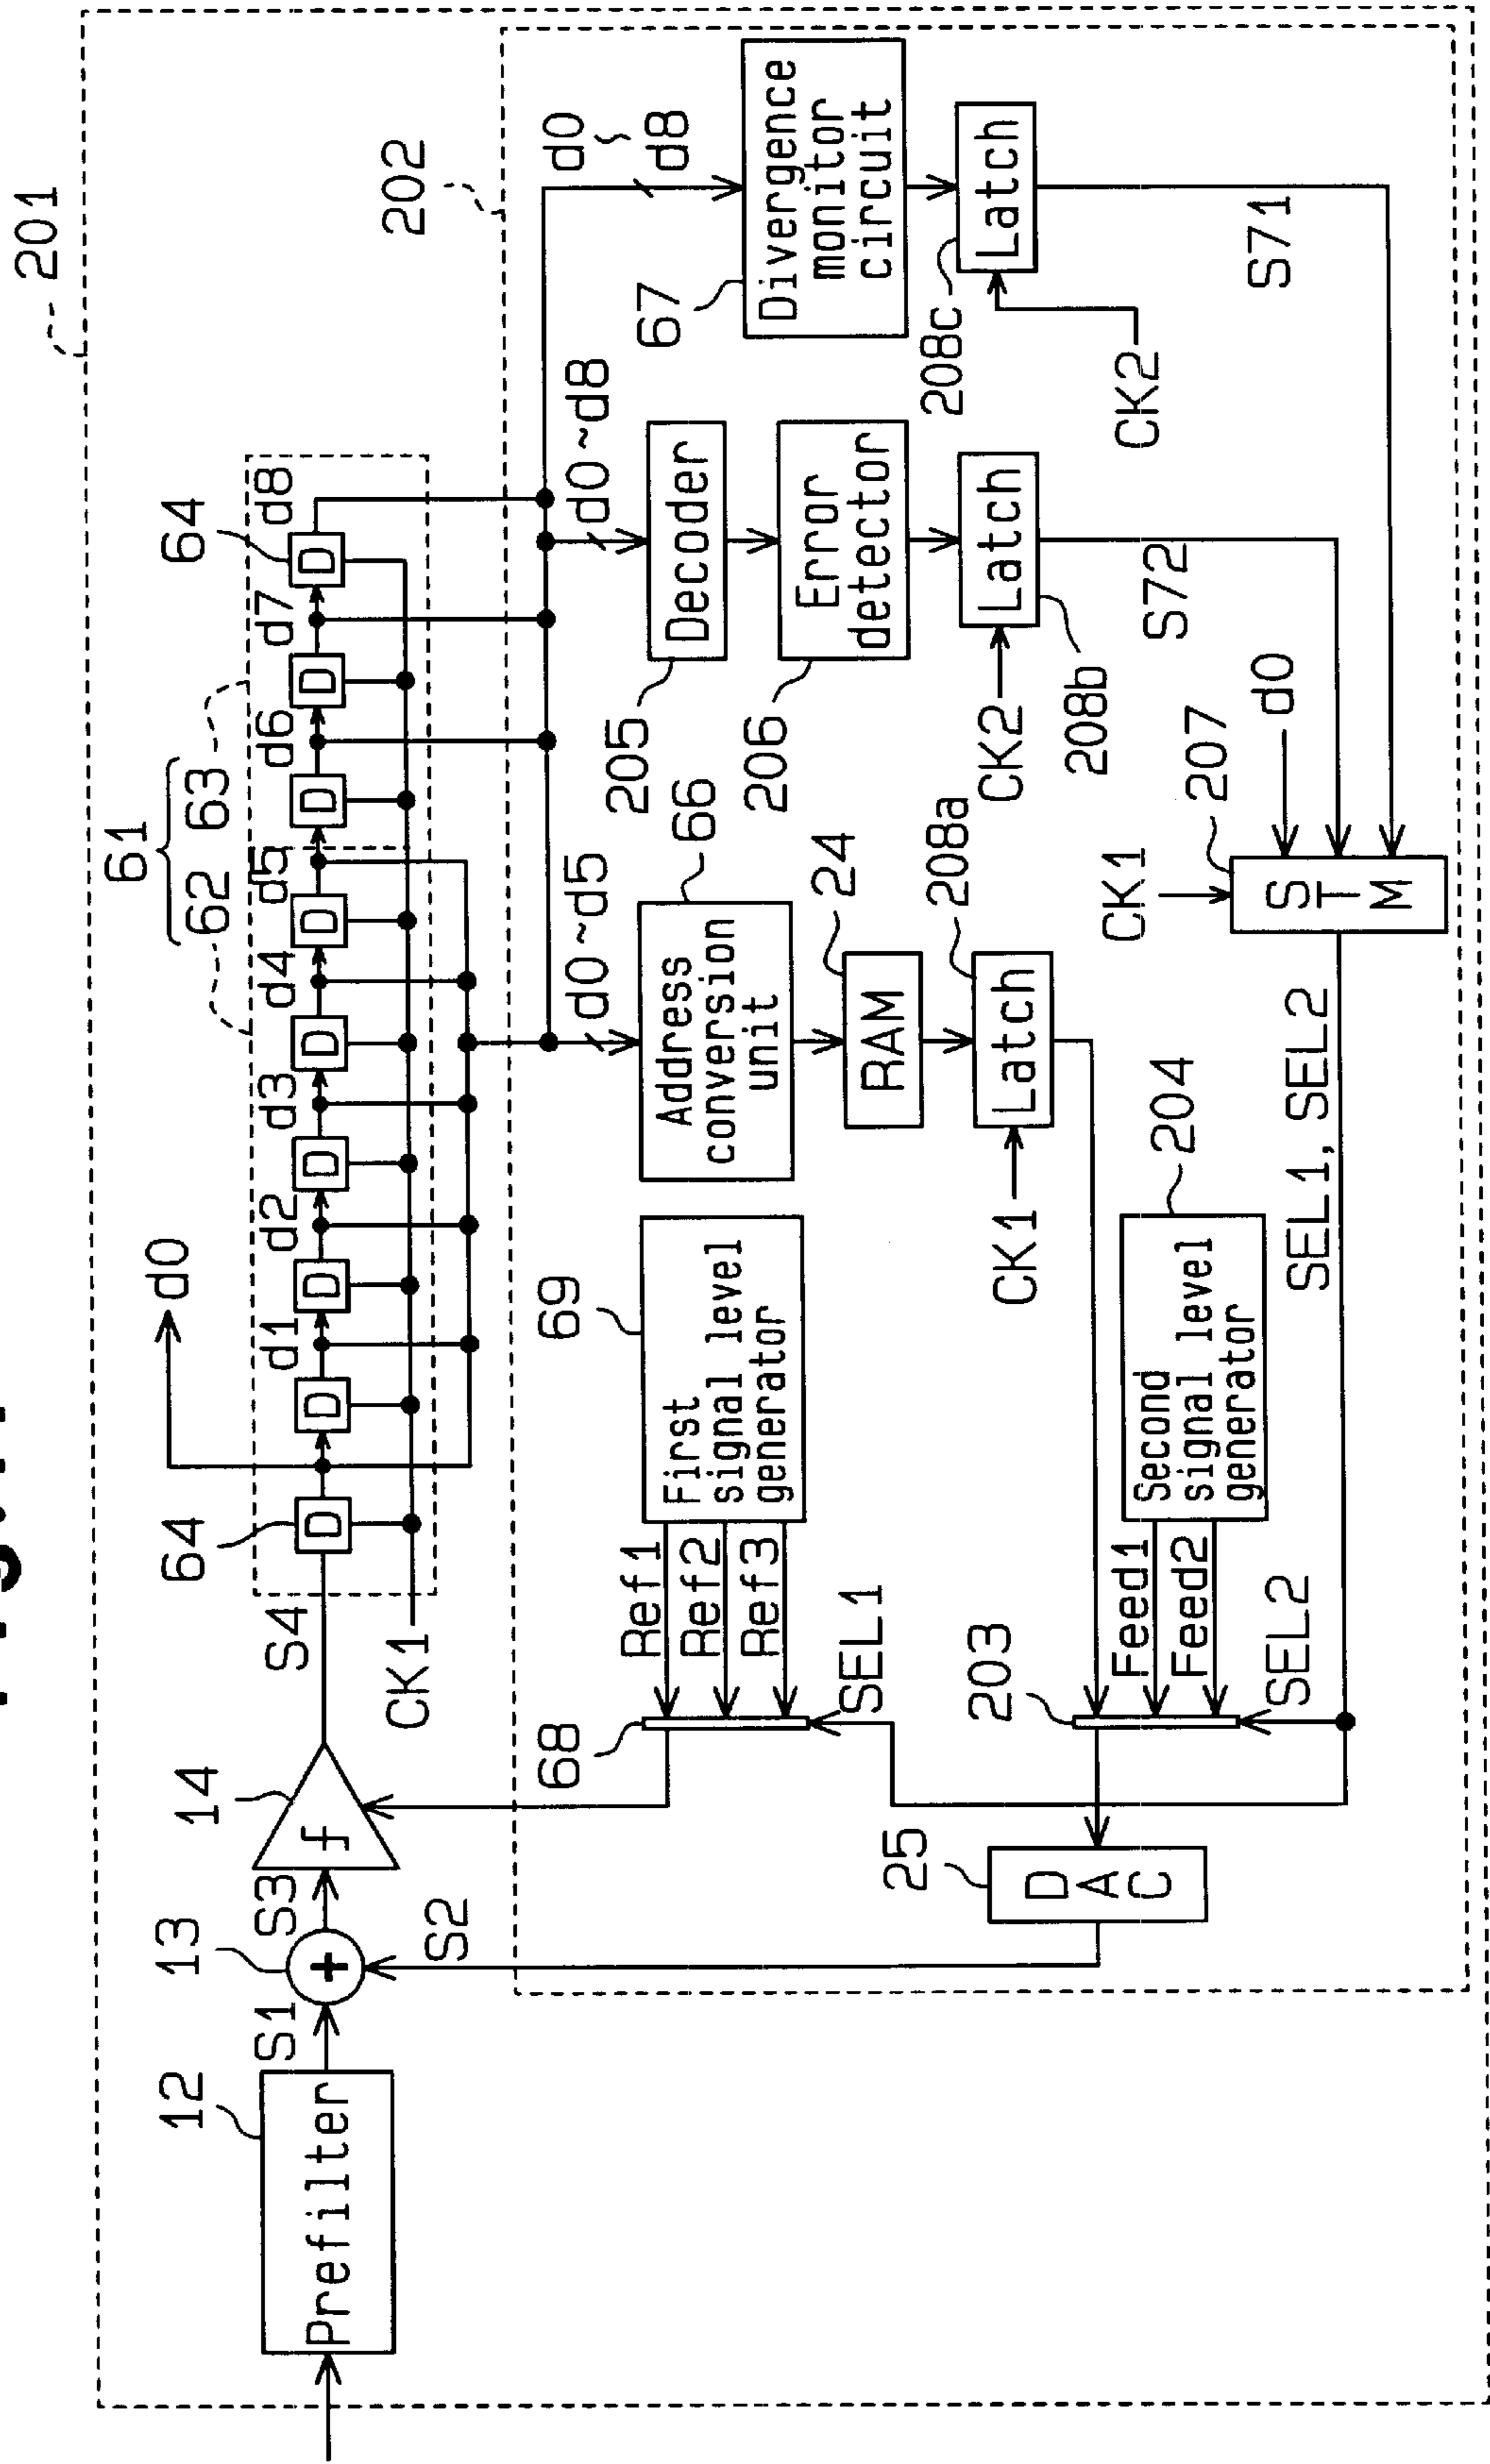 201
61
62 63
64
d0
d1
d2
d3
d4
d5
d6
d7
d8
64
12
Prefilter
S1
13
+
S3
14
f
S4
D
D
D
D
D
D
D
D
D
CK1
S2
202
d0~d5
d0~d8
d0
~
d8
68
Ref1
Ref2
Ref3
69
First
signal level
generator
SEL1
66
Address
conversion
unit
24
RAM
208a
Latch
CK1
205
Decoder
206
Error
detector
CK2
Latch
208b
S72
67
Divergence
monitor
circuit
208c
Latch
CK2
S71
25
DAC
203
Feed1
Feed2
SEL2
204
Second
signal level
generator
SEL1, SEL2
CK1
207
d0
STM